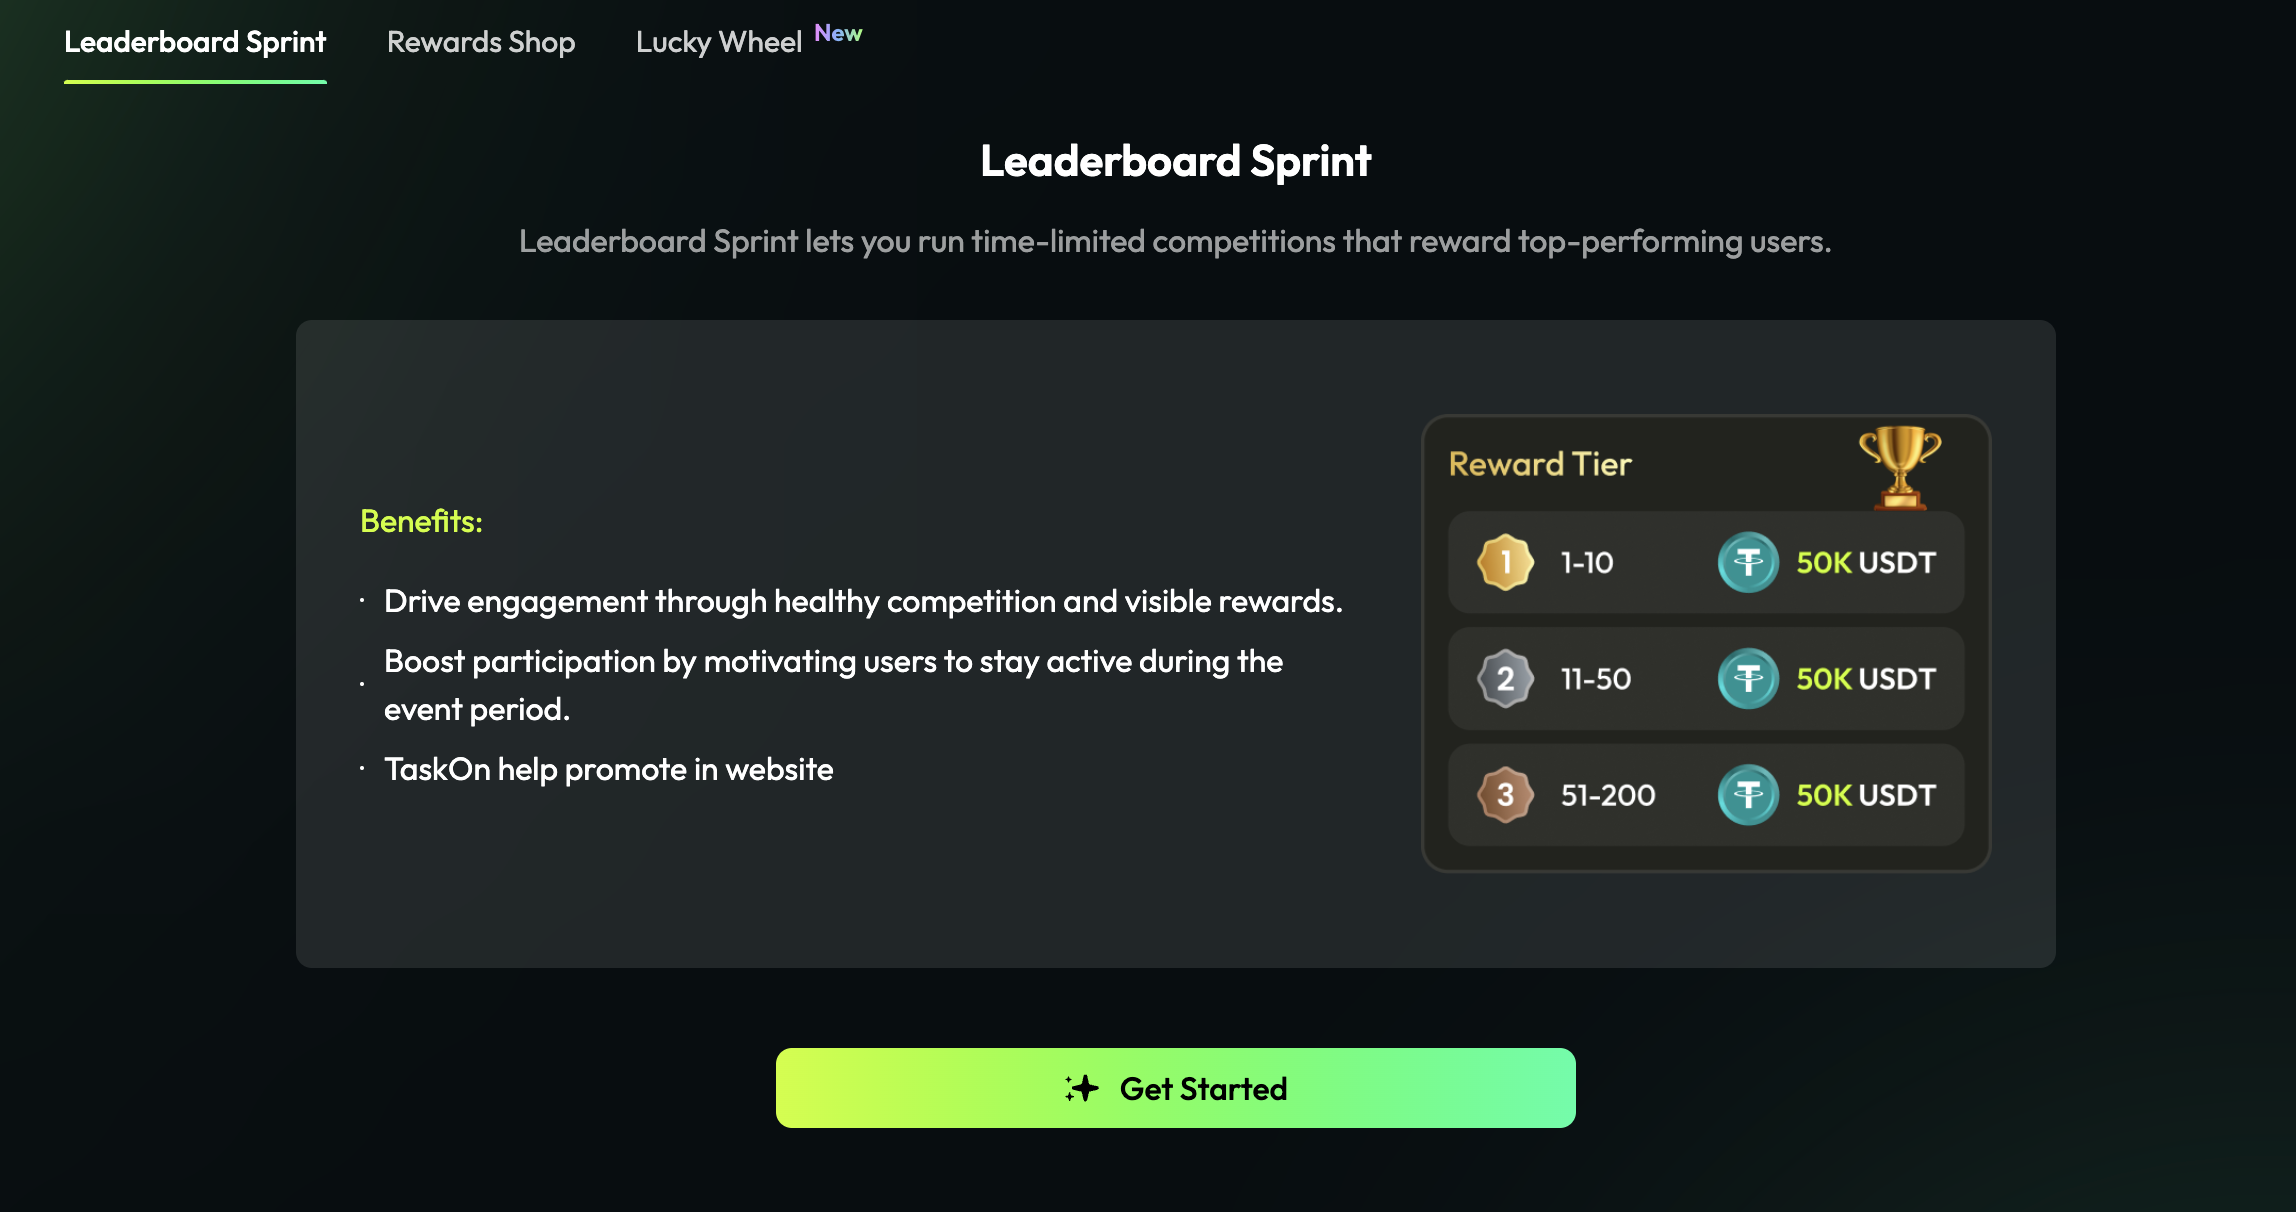 Leaderboard Sprint
Rewards Shop
Lucky Wheel New
Leaderboard Sprint
Leaderboard Sprint lets you run time-limited competitions that reward top-performing users.
Benefits:
· Drive engagement through healthy competition and visible rewards.
· Boost participation by motivating users to stay active during the
event period.
· TaskOn help promote in website
Reward Tier
1 1-10 50K USDT
2 11-50 50K USDT
3 51-200 50K USDT
Get Started